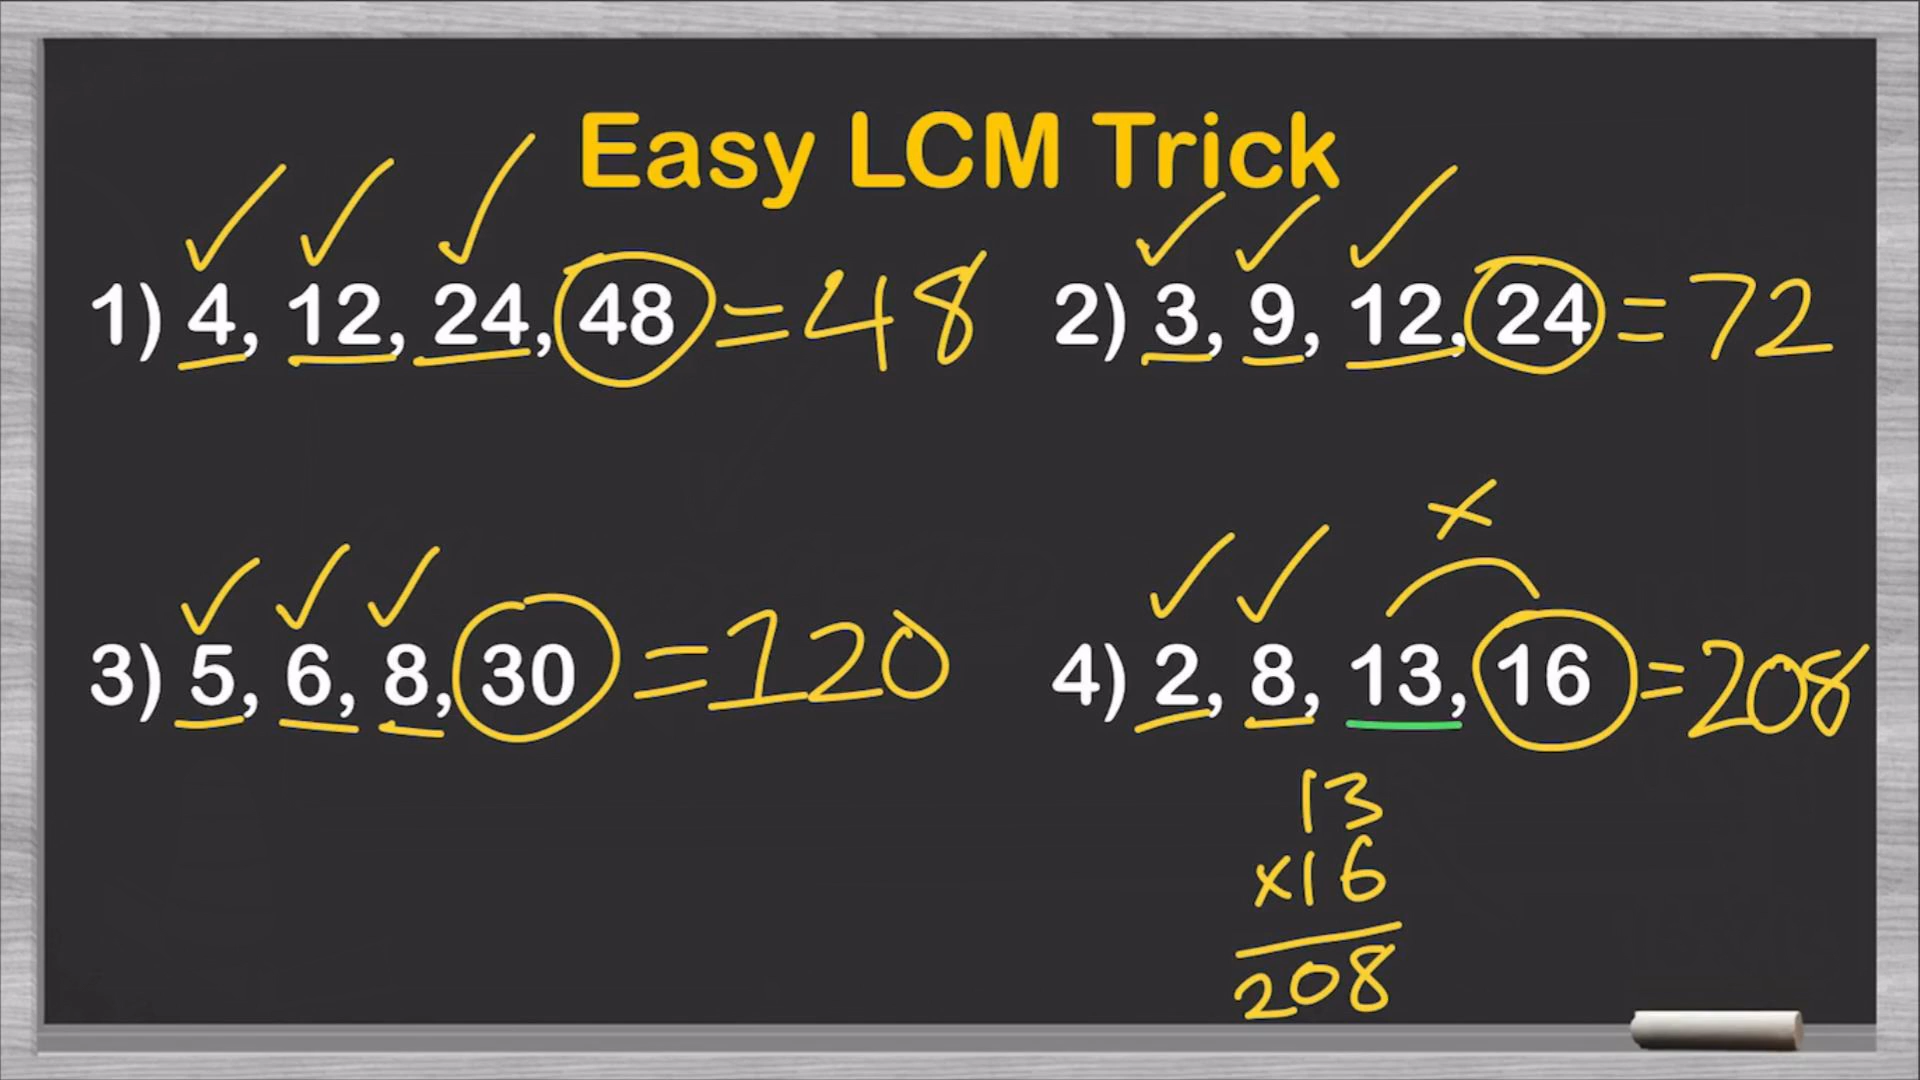 Easy LCM Trick
1) 4, 12, 24, 48 = 48
2) 3, 9, 12, 24 = 72
3) 5, 6, 8, 30 = 120
4) 2, 8, 13, 16 = 208
×
13
×16
208